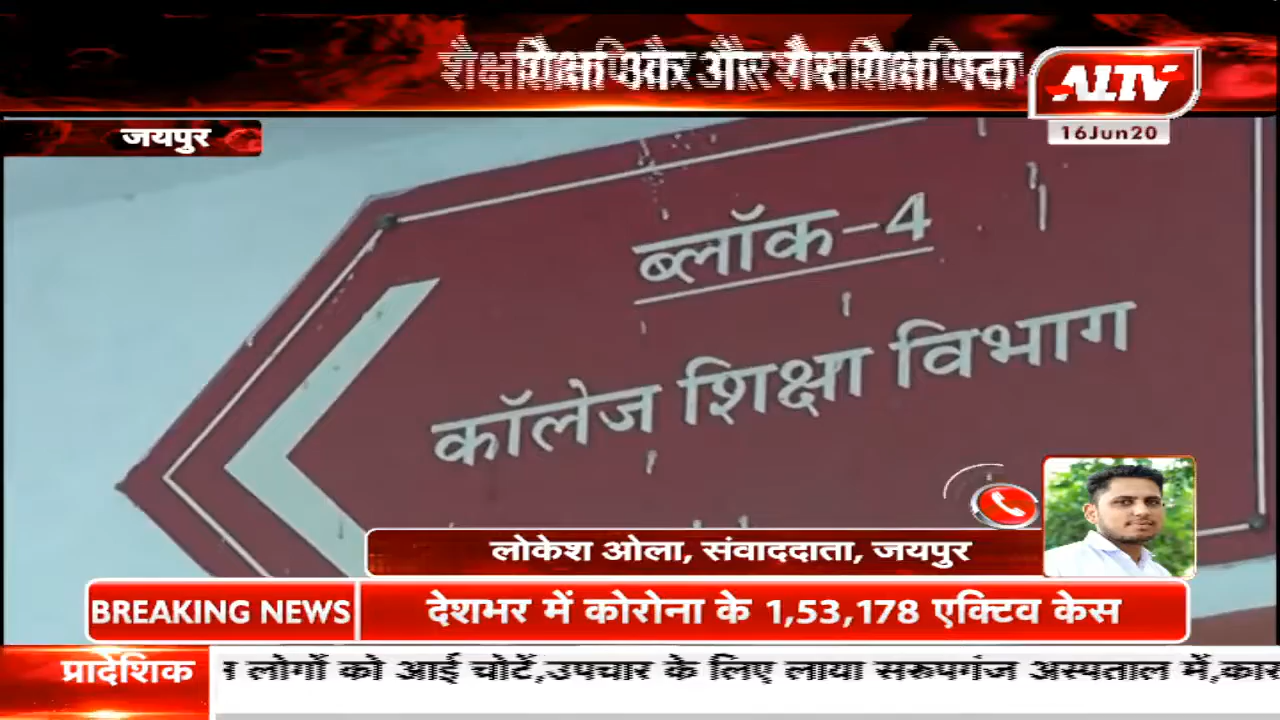 ALTV
16Jun20
जयपुर
ब्लॉक-4
कॉलेज शिक्षा विभाग
लोकेश ओला, संवाददाता, जयपुर
BREAKING NEWS
देशभर में कोरोना के 1,53,178 एक्टिव केस
प्रादेशिक
लोगों को आई चोटें,उपचार के लिए लाया सरुपगंज अस्पताल में,